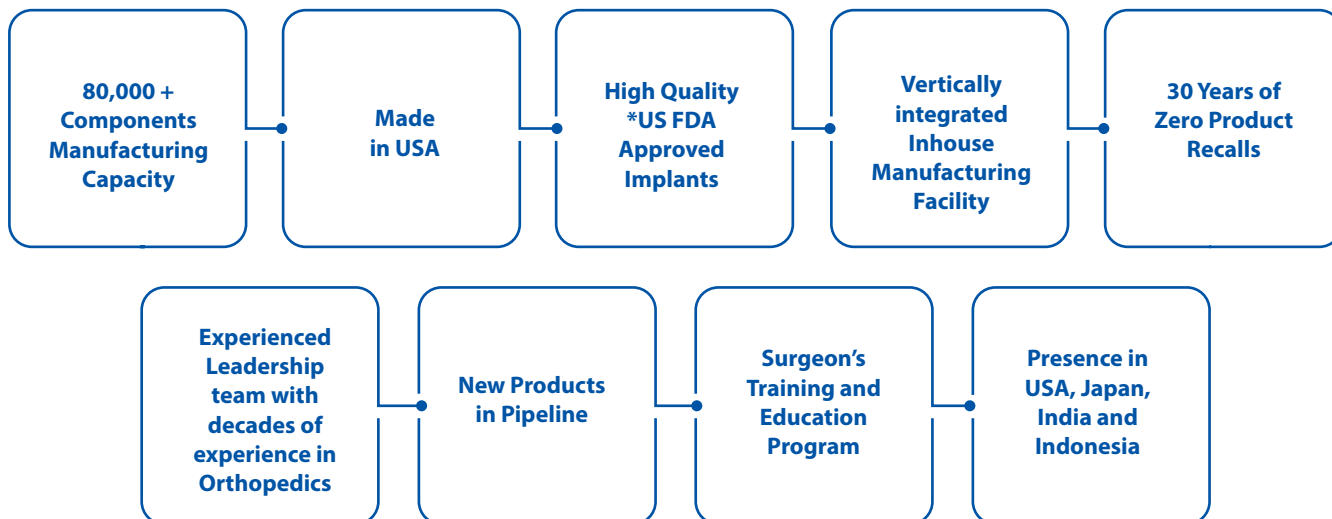 80,000 +
Components
Manufacturing
Capacity
Made
in USA
High Quality
*US FDA
Approved
Implants
Vertically
integrated
Inhouse
Manufacturing
Facility
30 Years of
Zero Product
Recalls
Experienced
Leadership
team with
decades of
experience in
Orthopedics
New Products
in Pipeline
Surgeon’s
Training and
Education
Program
Presence in
USA, Japan,
India and
Indonesia